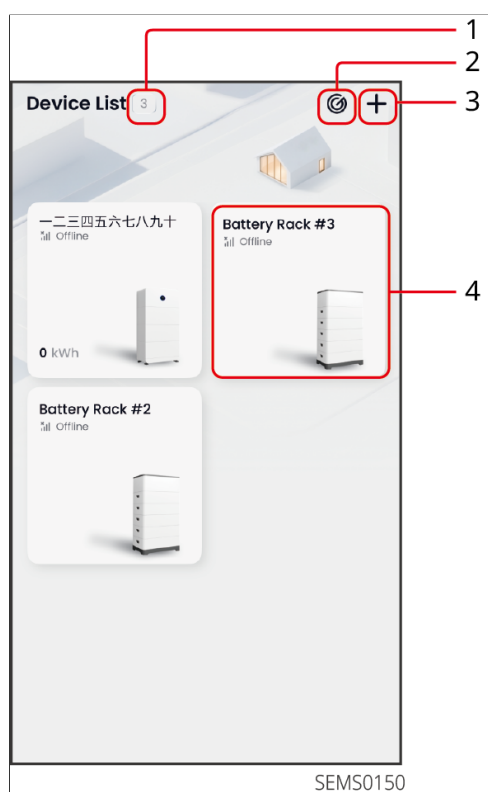 1
2
3
Device List 3
4
一二三四五六七八九十
Offline
0 kWh
Battery Rack #3
Offline
Battery Rack #2
Offline
SEMS0150